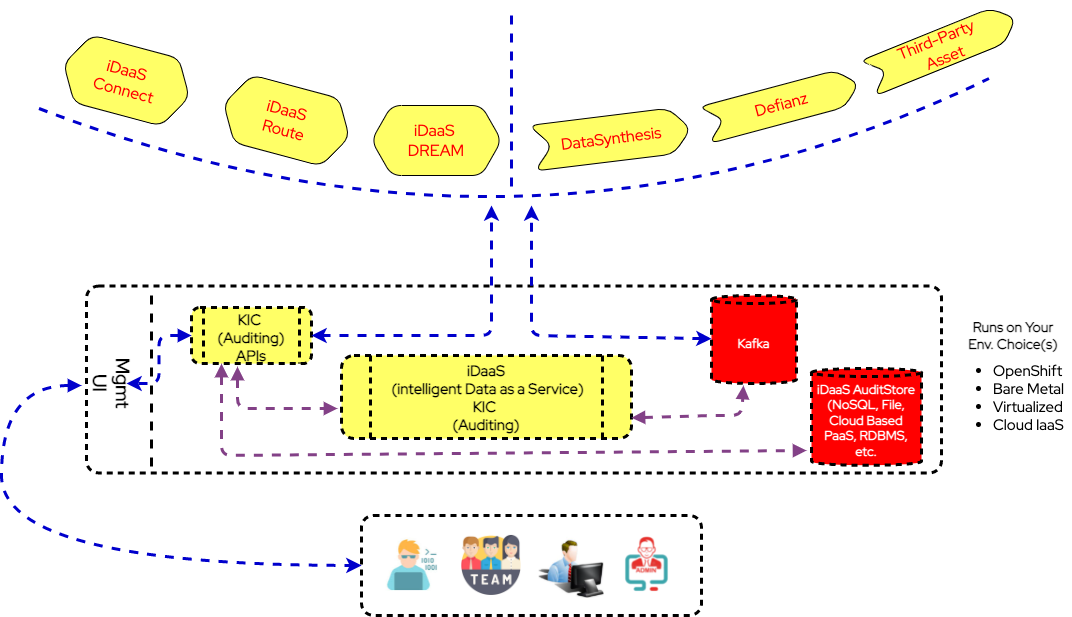 iDaaS
Connect
iDaaS
Route
iDaaS
DREAM
DataSynthesis
Defianz
Third-Party
Asset
Mgmt
UI
KIC
(Auditing)
APIs
iDaaS
(intelligent Data as a Service)
KIC
(Auditing)
Kafka
iDaaS AuditStore
(NoSQL, File,
Cloud Based
PaaS, RDBMS,
etc.
Runs on Your
Env. Choice(s)
• OpenShift
• Bare Metal
• Virtualized
• Cloud IaaS
>_
1010
1001
TEAM
ADMIN